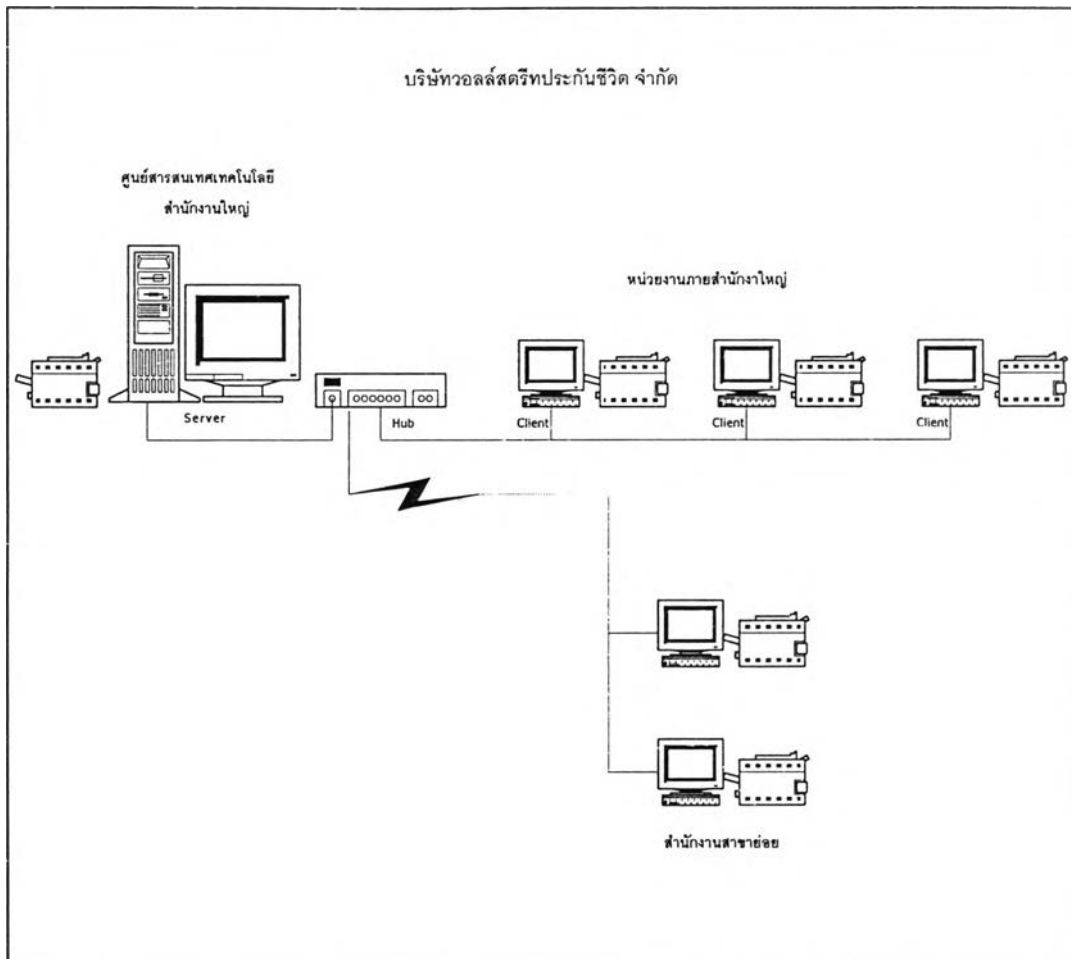 บริษัทวอลล์สตรีทประกันชีวิต จำกัด
ศูนย์สารสนเทศเทคโนโลยี
สำนักงานใหญ่
หน่วยงานภายสำนักงาใหญ่
Server
Hub
Client
Client
Client
สำนักงานสาขาย่อย